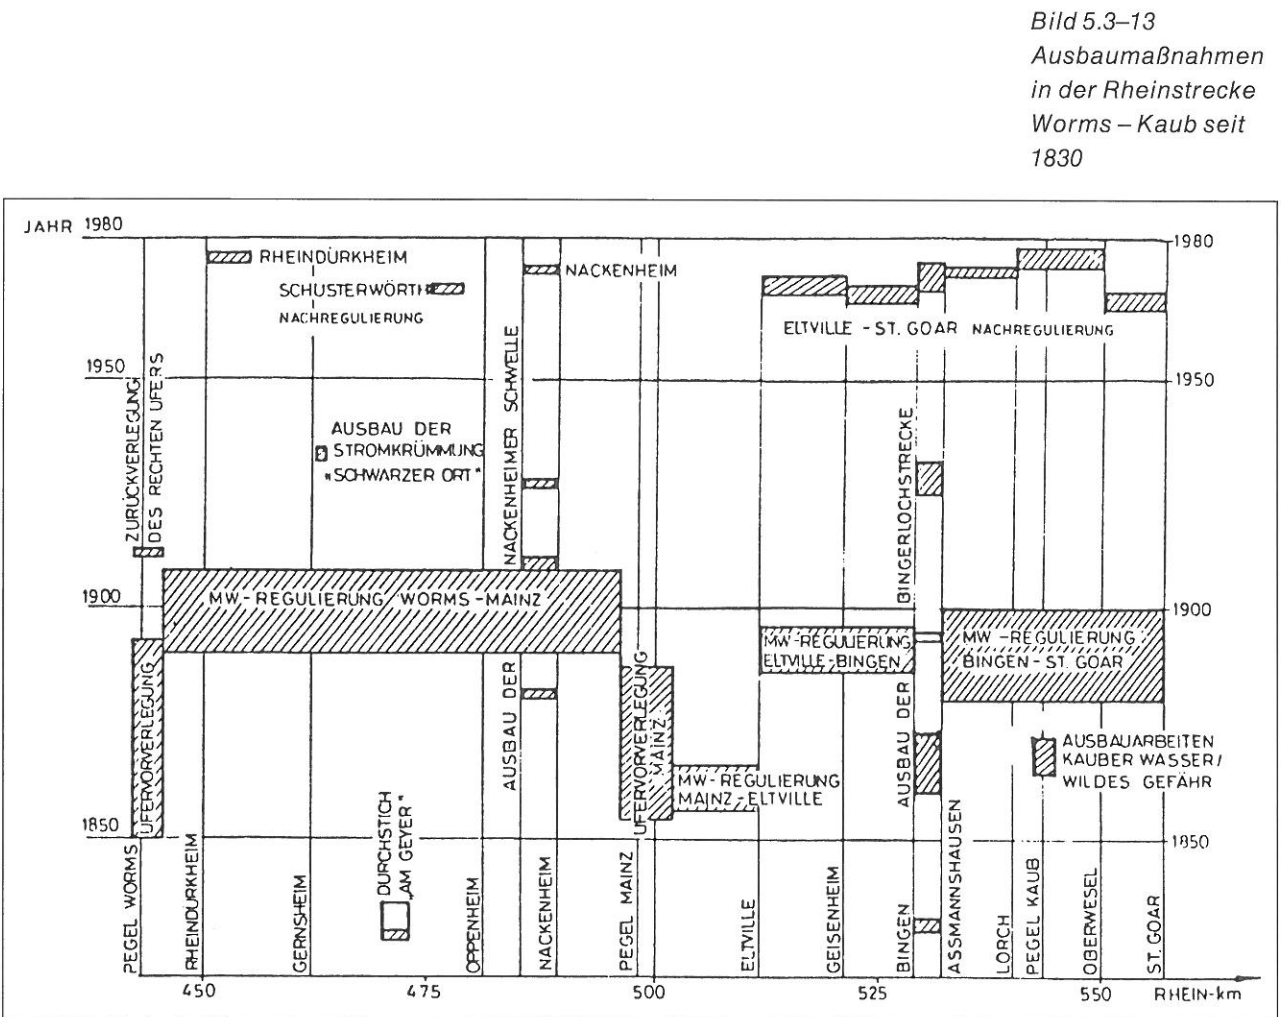 Bild 5.3–13
Ausbaumaßnahmen
in der Rheinstrecke
Worms – Kaub seit
1830
JAHR 1980
1980
RHEINDÜRKHEIM
SCHUSTERWÖRTH
NACHREGULIERUNG
NACKENHEIM
ELTVILLE - ST. GOAR NACHREGULIERUNG
1950
1950
ZURÜCKVERLEGUNG
DES RECHTEN UFERS
AUSBAU DER
STROMKRÜMMUNG
"SCHWARZER ORT"
AUSBAU DER NACKENHEIMER SCHWELLE
AUSBAU DER BINGERLOCHSTRECKE
1900
1900
MW-REGULIERUNG WORMS-MAINZ
MW-REGULIERUNG
ELTVILLE-BINGEN
MW-REGULIERUNG
BINGEN-ST. GOAR
UFERVORVERLEGUNG
UFERVORVERLEGUNG
MAINZ
MW-REGULIERUNG
MAINZ-ELTVILLE
AUSBAUARBEITEN
KAUBER WASSER/
WILDES GEFÄHR
1850
1850
DURCHSTICH
„AM GEYER"
PEGEL WORMS
RHEINDÜRKHEIM
GERNSHEIM
OPPENHEIM
NACKENHEIM
PEGEL MAINZ
ELTVILLE
GEISENHEIM
BINGEN
ASSMANNSHAUSEN
LORCH
PEGEL KAUB
OBERWESEL
ST. GOAR
450
475
500
525
550
RHEIN-km